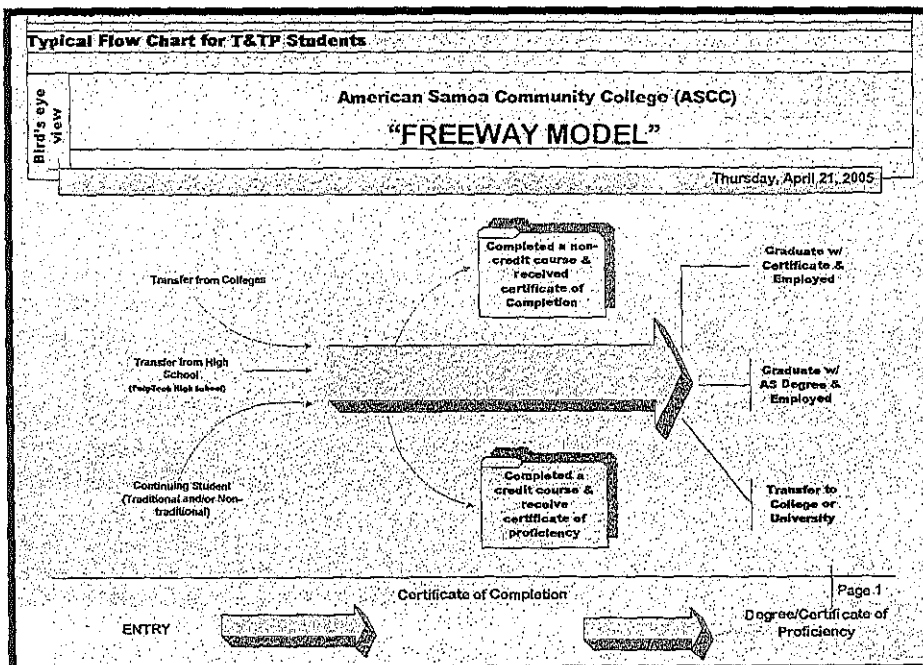 Typical Flow Chart for T&TP Students
Bird's eye
view
American Samoa Community College (ASCC)
"FREEWAY MODEL"
Thursday, April 21, 2005
Completed a non-
credit course &
received
certificate of
Completion
Graduate w/
Certificate &
Employed
Transfer from Colleges
Transfer from High
School
High School)
Graduate w/
AS Degree &
Employed
Continuing Student
(Traditional and/or Non-
traditional)
Completed a
credit course &
receive
certificate of
proficiency
Transfer to
College or
University
Page 1
Certificate of Completion
ENTRY
Degree/Certificate of
Proficiency